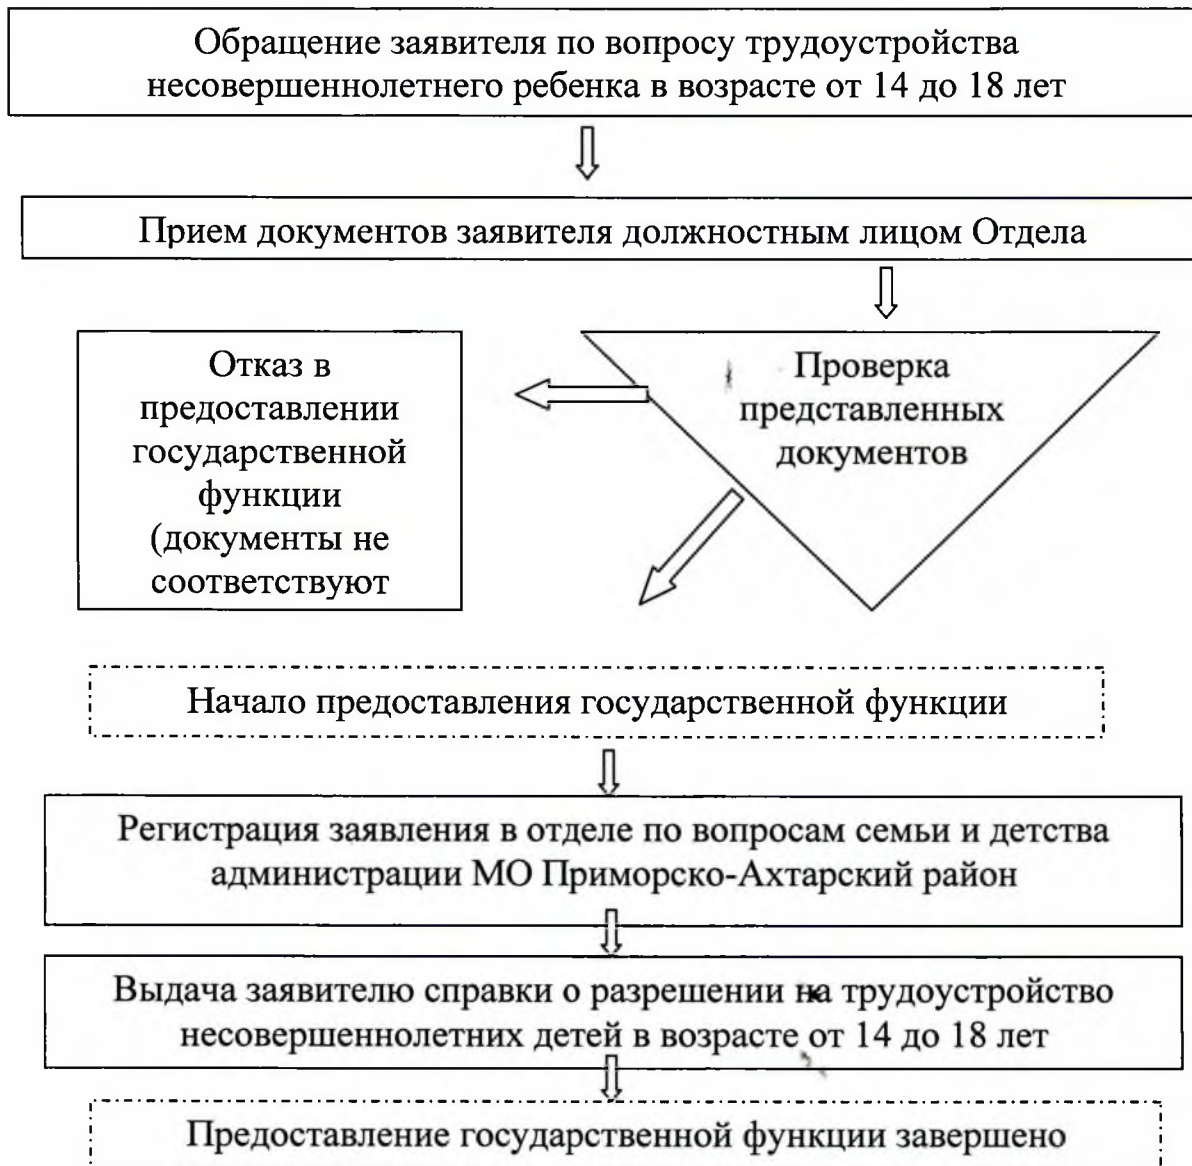 Обращение заявителя по вопросу трудоустройства
несовершеннолетнего ребенка в возрасте от 14 до 18 лет
Прием документов заявителя должностным лицом Отдела
Отказ в
предоставлении
государственной
функции
(документы не
соответствуют
Проверка
представленных
документов
Начало предоставления государственной функции
Регистрация заявления в отделе по вопросам семьи и детства
администрации МО Приморско-Ахтарский район
Выдача заявителю справки о разрешении на трудоустройство
несовершеннолетних детей в возрасте от 14 до 18 лет
Предоставление государственной функции завершено